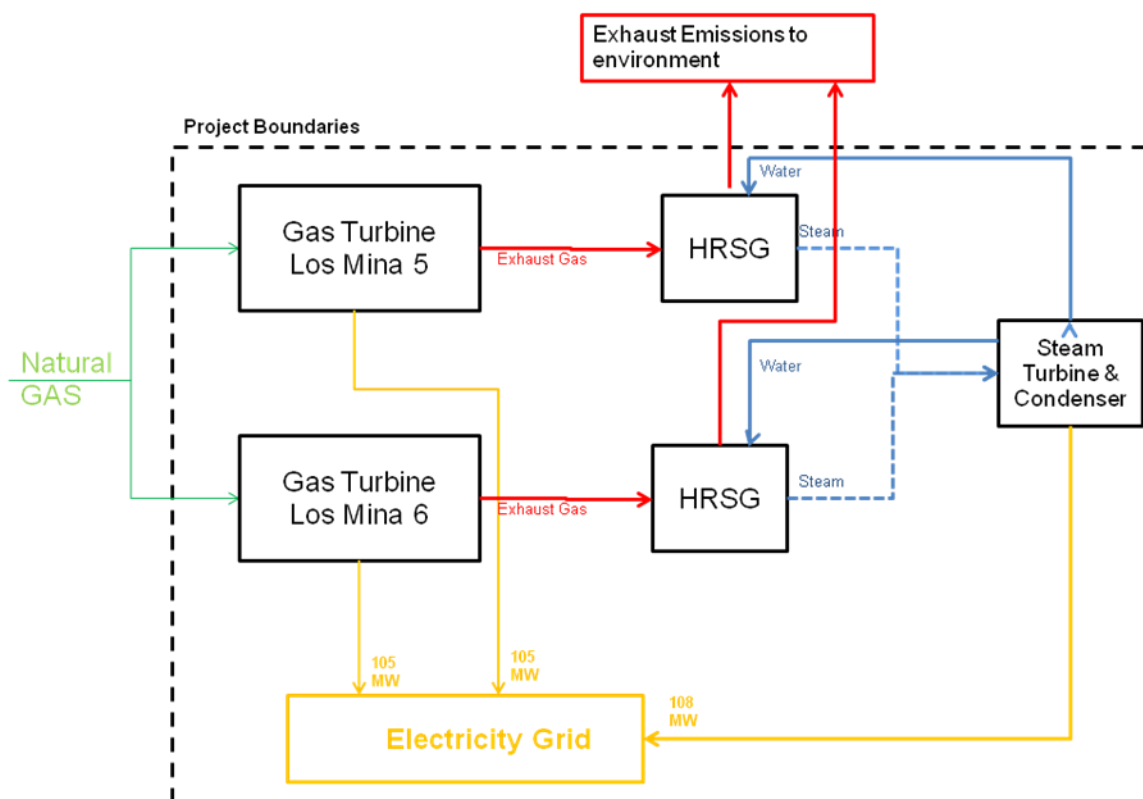 Exhaust Emissions to
environment
Project Boundaries
Water
Gas Turbine
Los Mina 5
Exhaust Gas
HRSG
Steam
Natural
GAS
Water
Steam
Turbine &
Condenser
Gas Turbine
Los Mina 6
Exhaust Gas
HRSG
Steam
105
MW
105
MW
108
MW
Electricity Grid